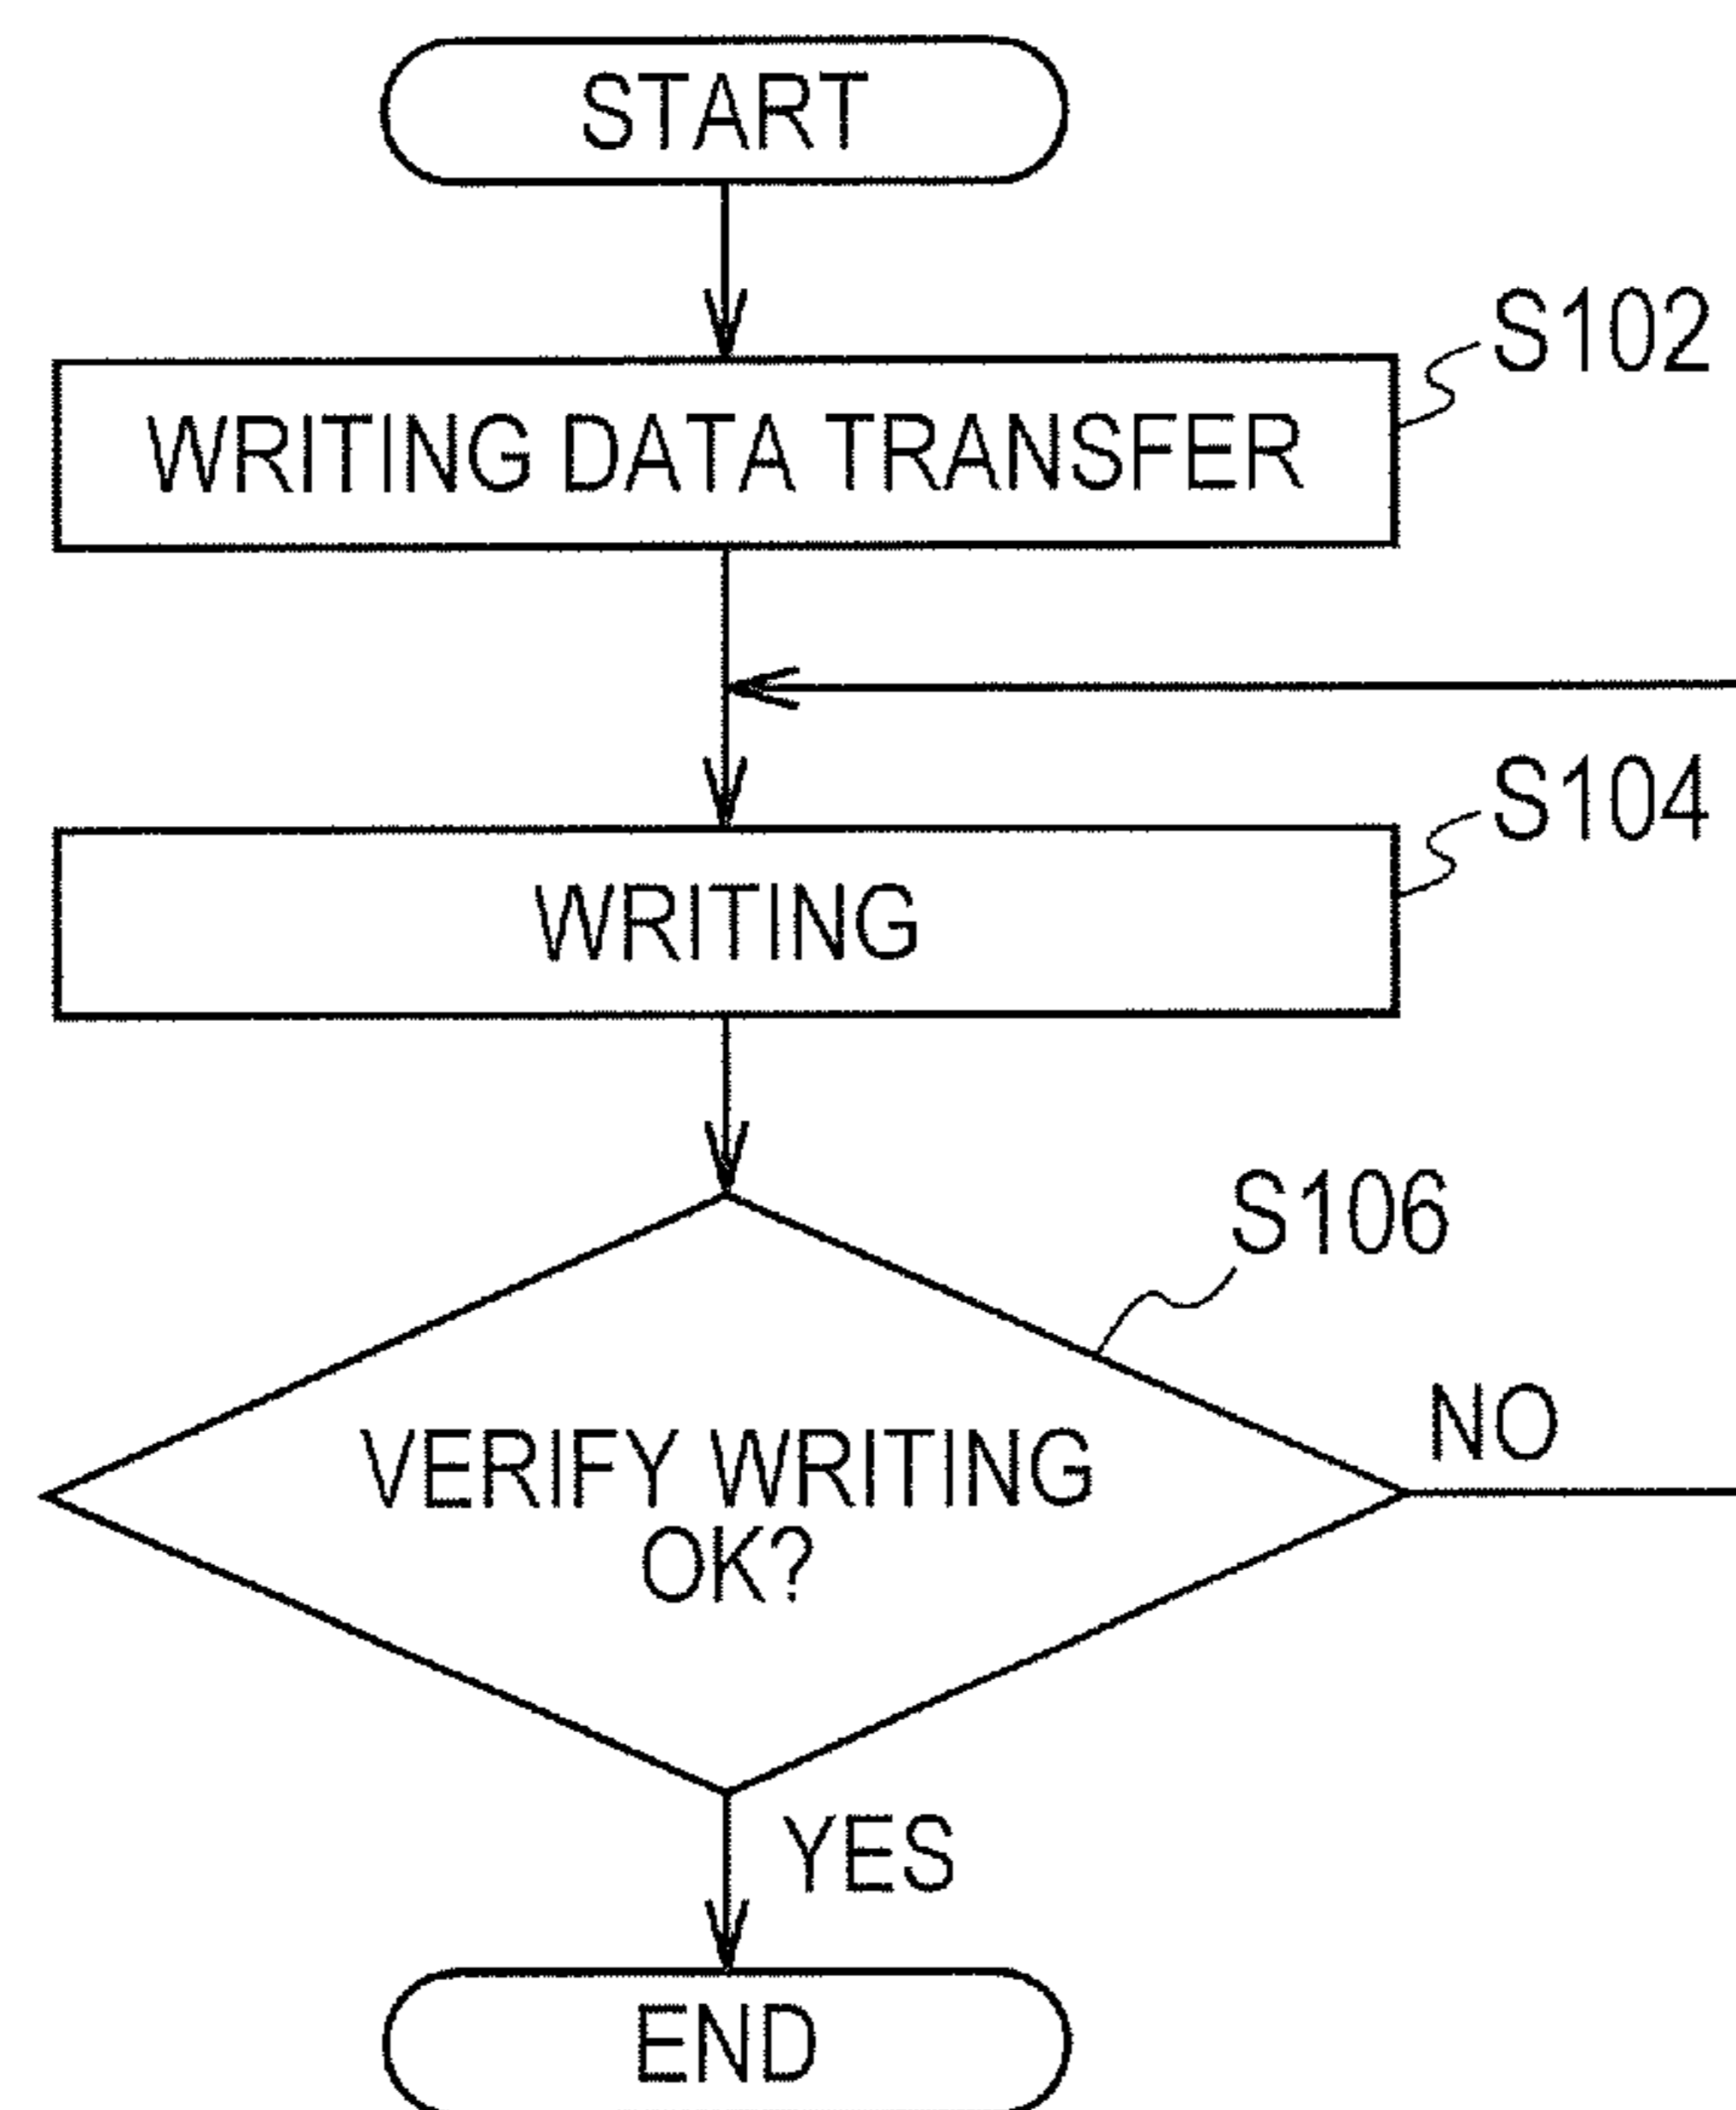 START
S102
WRITING DATA TRANSFER
S104
WRITING
S106
VERIFY WRITING
OK?
NO
YES
END